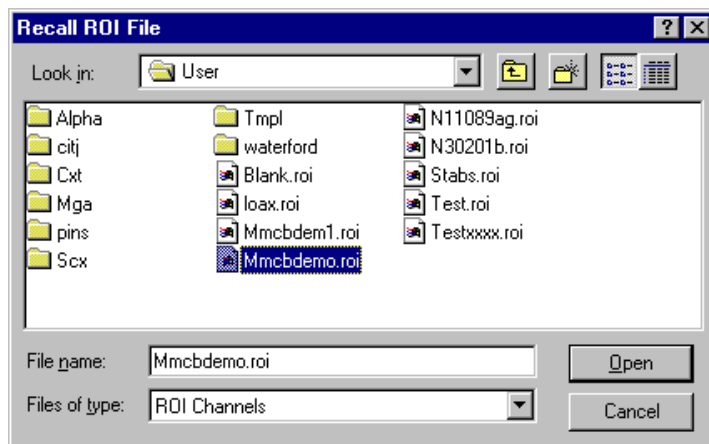 Recall ROI File
Look in: User
Alpha
citj
Cxt
Mga
pins
Scx
Tmpl
waterford
Blank.roi
loax.roi
Mmcbdem1.roi
Mmcbdemo.roi
N11089ag.roi
N30201b.roi
Stabs.roi
Test.roi
Testxxxx.roi
File name: Mmcbdemo.roi
Open
Files of type: ROI Channels
Cancel